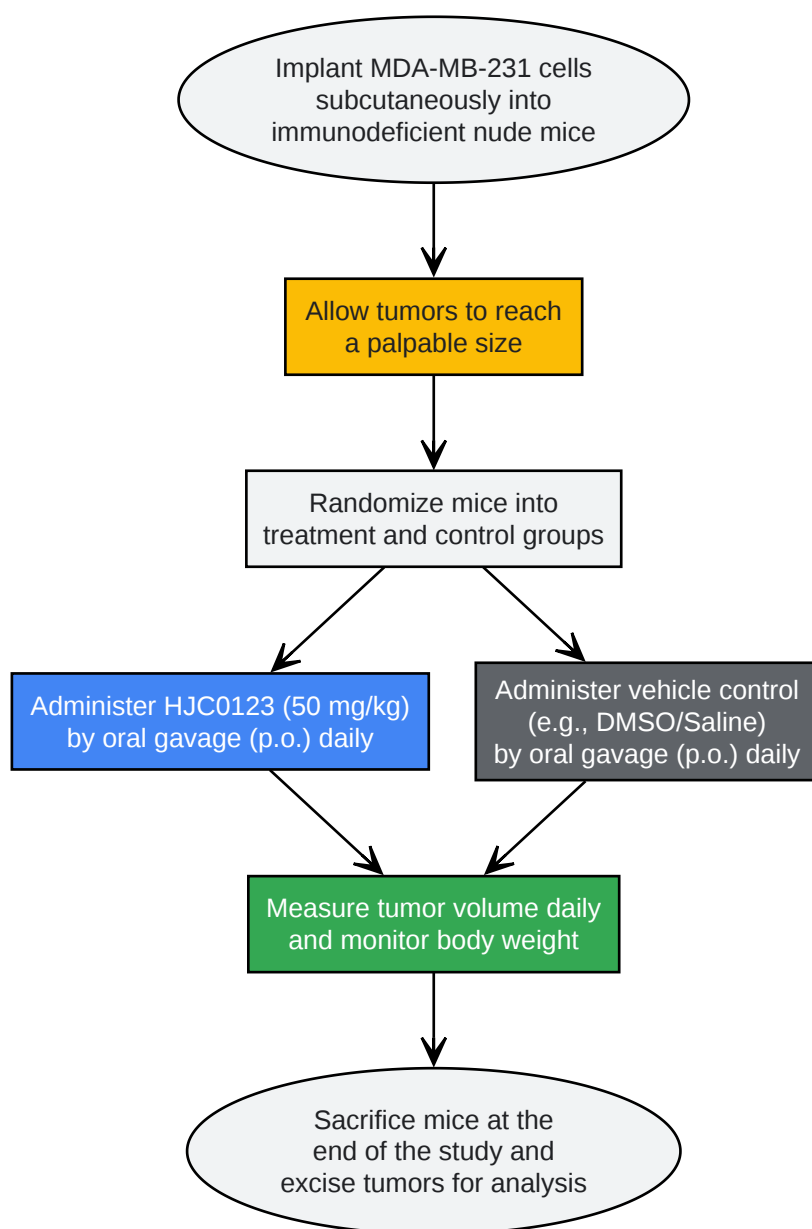 Implant MDA-MB-231 cells
subcutaneously into
immunodeficient nude mice
Allow tumors to reach
a palpable size
Randomize mice into
treatment and control groups
Administer HJC0123 (50 mg/kg)
by oral gavage (p.o.) daily
Administer vehicle control
(e.g., DMSO/Saline)
by oral gavage (p.o.) daily
Measure tumor volume daily
and monitor body weight
Sacrifice mice at the
end of the study and
excise tumors for analysis